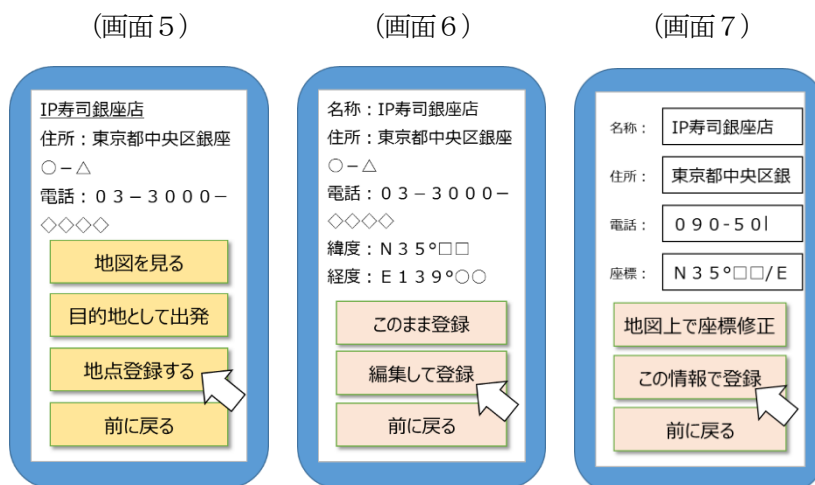 (画面５)
IP寿司銀座店
住所：東京都中央区銀座
○－△
電話：０３－３０００－
◇◇◇◇
地図を見る
目的地として出発
地点登録する
前に戻る
(画面６)
名称：IP寿司銀座店
住所：東京都中央区銀座
○－△
電話：０３－３０００－
◇◇◇◇
緯度：Ｎ３５°□□
経度：Ｅ１３９°○○
このまま登録
編集して登録
前に戻る
(画面７)
名称： IP寿司銀座店
住所： 東京都中央区銀
電話： ０９０-５０|
座標： Ｎ３５°□□/Ｅ
地図上で座標修正
この情報で登録
前に戻る